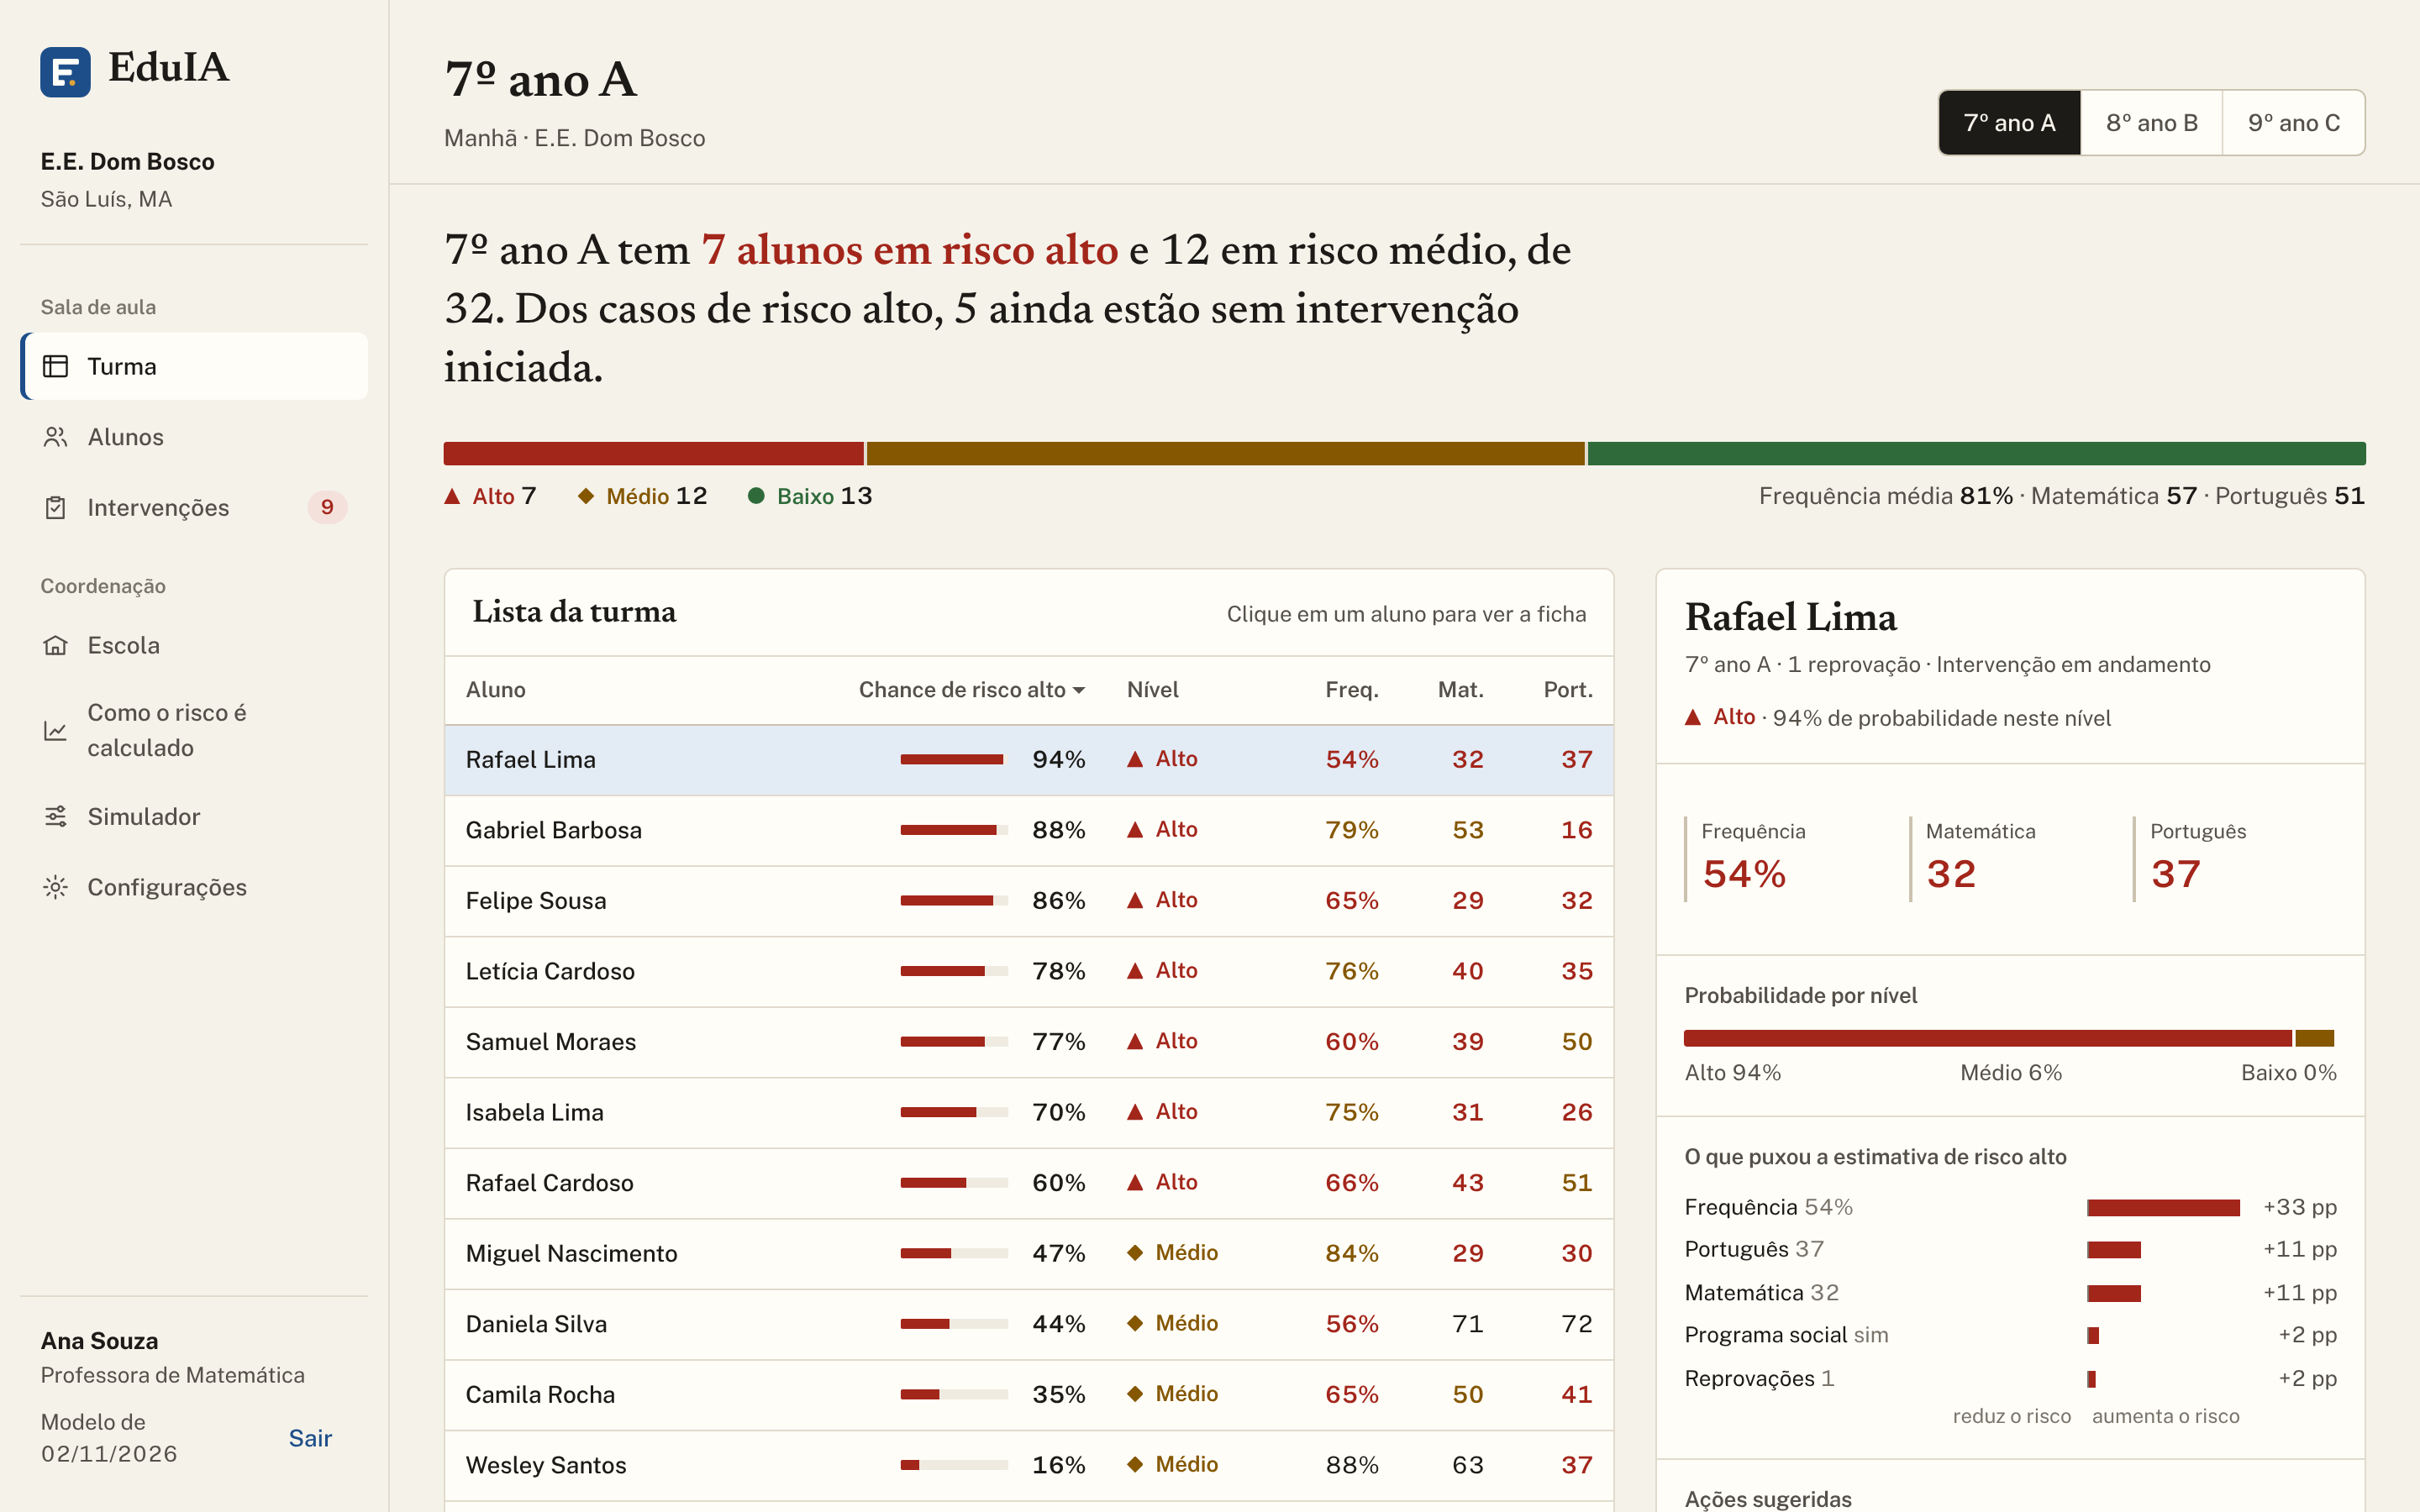 EduIA
E.E. Dom Bosco
São Luís, MA
Sala de aula
Turma
Alunos
Intervenções 9
Coordenação
Escola
Como o risco é
calculado
Simulador
Configurações
Ana Souza
Professora de Matemática
Modelo de
02/11/2026
Sair
7º ano A
Manhã · E.E. Dom Bosco
7º ano A 8º ano B 9º ano C
7º ano A tem 7 alunos em risco alto e 12 em risco médio, de
32. Dos casos de risco alto, 5 ainda estão sem intervenção
iniciada.
Alto 7 Médio 12 Baixo 13
Frequência média 81% · Matemática 57 · Português 51
Lista da turma
Clique em um aluno para ver a ficha
Aluno Chance de risco alto Nível Freq. Mat. Port.
Rafael Lima 94% Alto 54% 32 37
Gabriel Barbosa 88% Alto 79% 53 16
Felipe Sousa 86% Alto 65% 29 32
Letícia Cardoso 78% Alto 76% 40 35
Samuel Moraes 77% Alto 60% 39 50
Isabela Lima 70% Alto 75% 31 26
Rafael Cardoso 60% Alto 66% 43 51
Miguel Nascimento 47% Médio 84% 29 30
Daniela Silva 44% Médio 56% 71 72
Camila Rocha 35% Médio 65% 50 41
Wesley Santos 16% Médio 88% 63 37
Rafael Lima
7º ano A · 1 reprovação · Intervenção em andamento
Alto · 94% de probabilidade neste nível
Frequência Matemática Português
54% 32 37
Probabilidade por nível
Alto 94% Médio 6% Baixo 0%
O que puxou a estimativa de risco alto
Frequência 54% +33 pp
Português 37 +11 pp
Matemática 32 +11 pp
Programa social sim +2 pp
Reprovações 1 +2 pp
reduz o risco aumenta o risco
Ações sugeridas